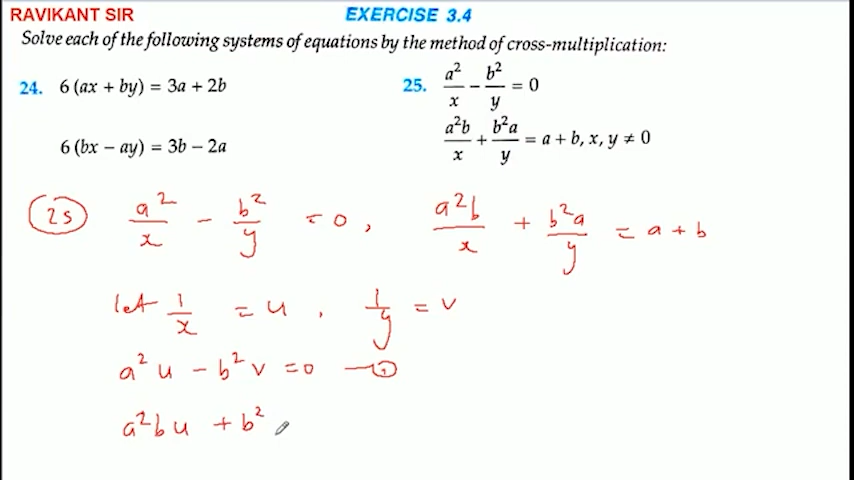 RAVIKANT SIR
EXERCISE 3.4
Solve each of the following systems of equations by the method of cross-multiplication:
24. 6 (ax + by) = 3a + 2b
6 (bx − ay) = 3b − 2a
25. a²/x − b²/y = 0
a²b/x + b²a/y = a + b, x, y ≠ 0
(25) a²/x − b²/y = 0, a²b/x + b²a/y = a + b
let 1/x = u, 1/y = v
a²u − b²v = 0 —①
a²bu + b²